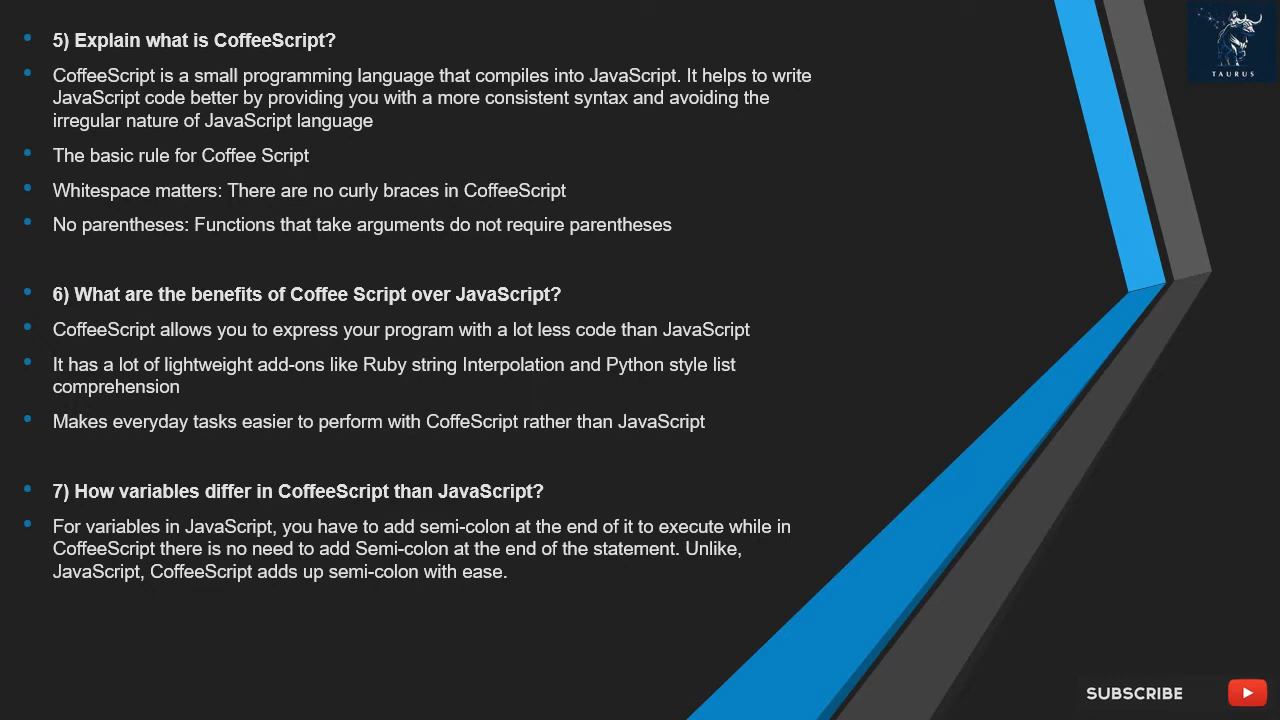 5) Explain what is CoffeeScript?
CoffeeScript is a small programming language that compiles into JavaScript. It helps to write
JavaScript code better by providing you with a more consistent syntax and avoiding the
irregular nature of JavaScript language
The basic rule for Coffee Script
Whitespace matters: There are no curly braces in CoffeeScript
No parentheses: Functions that take arguments do not require parentheses
6) What are the benefits of Coffee Script over JavaScript?
CoffeeScript allows you to express your program with a lot less code than JavaScript
It has a lot of lightweight add-ons like Ruby string Interpolation and Python style list
comprehension
Makes everyday tasks easier to perform with CoffeScript rather than JavaScript
7) How variables differ in CoffeeScript than JavaScript?
For variables in JavaScript, you have to add semi-colon at the end of it to execute while in
CoffeeScript there is no need to add Semi-colon at the end of the statement. Unlike,
JavaScript, CoffeeScript adds up semi-colon with ease.
TAURUS
SUBSCRIBE